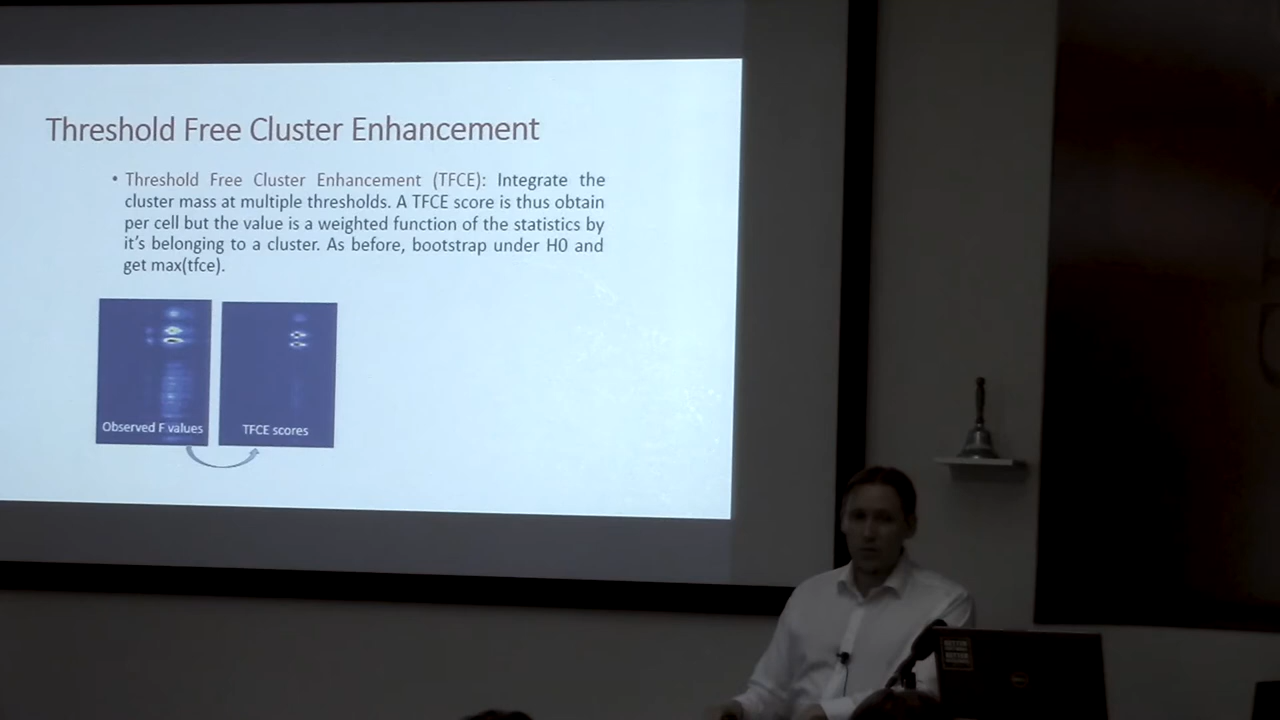 Threshold Free Cluster Enhancement
• Threshold Free Cluster Enhancement (TFCE): Integrate the
cluster mass at multiple thresholds. A TFCE score is thus obtain
per cell but the value is a weighted function of the statistics by
it's belonging to a cluster. As before, bootstrap under H0 and
get max(tfce).
Observed F values
TFCE scores